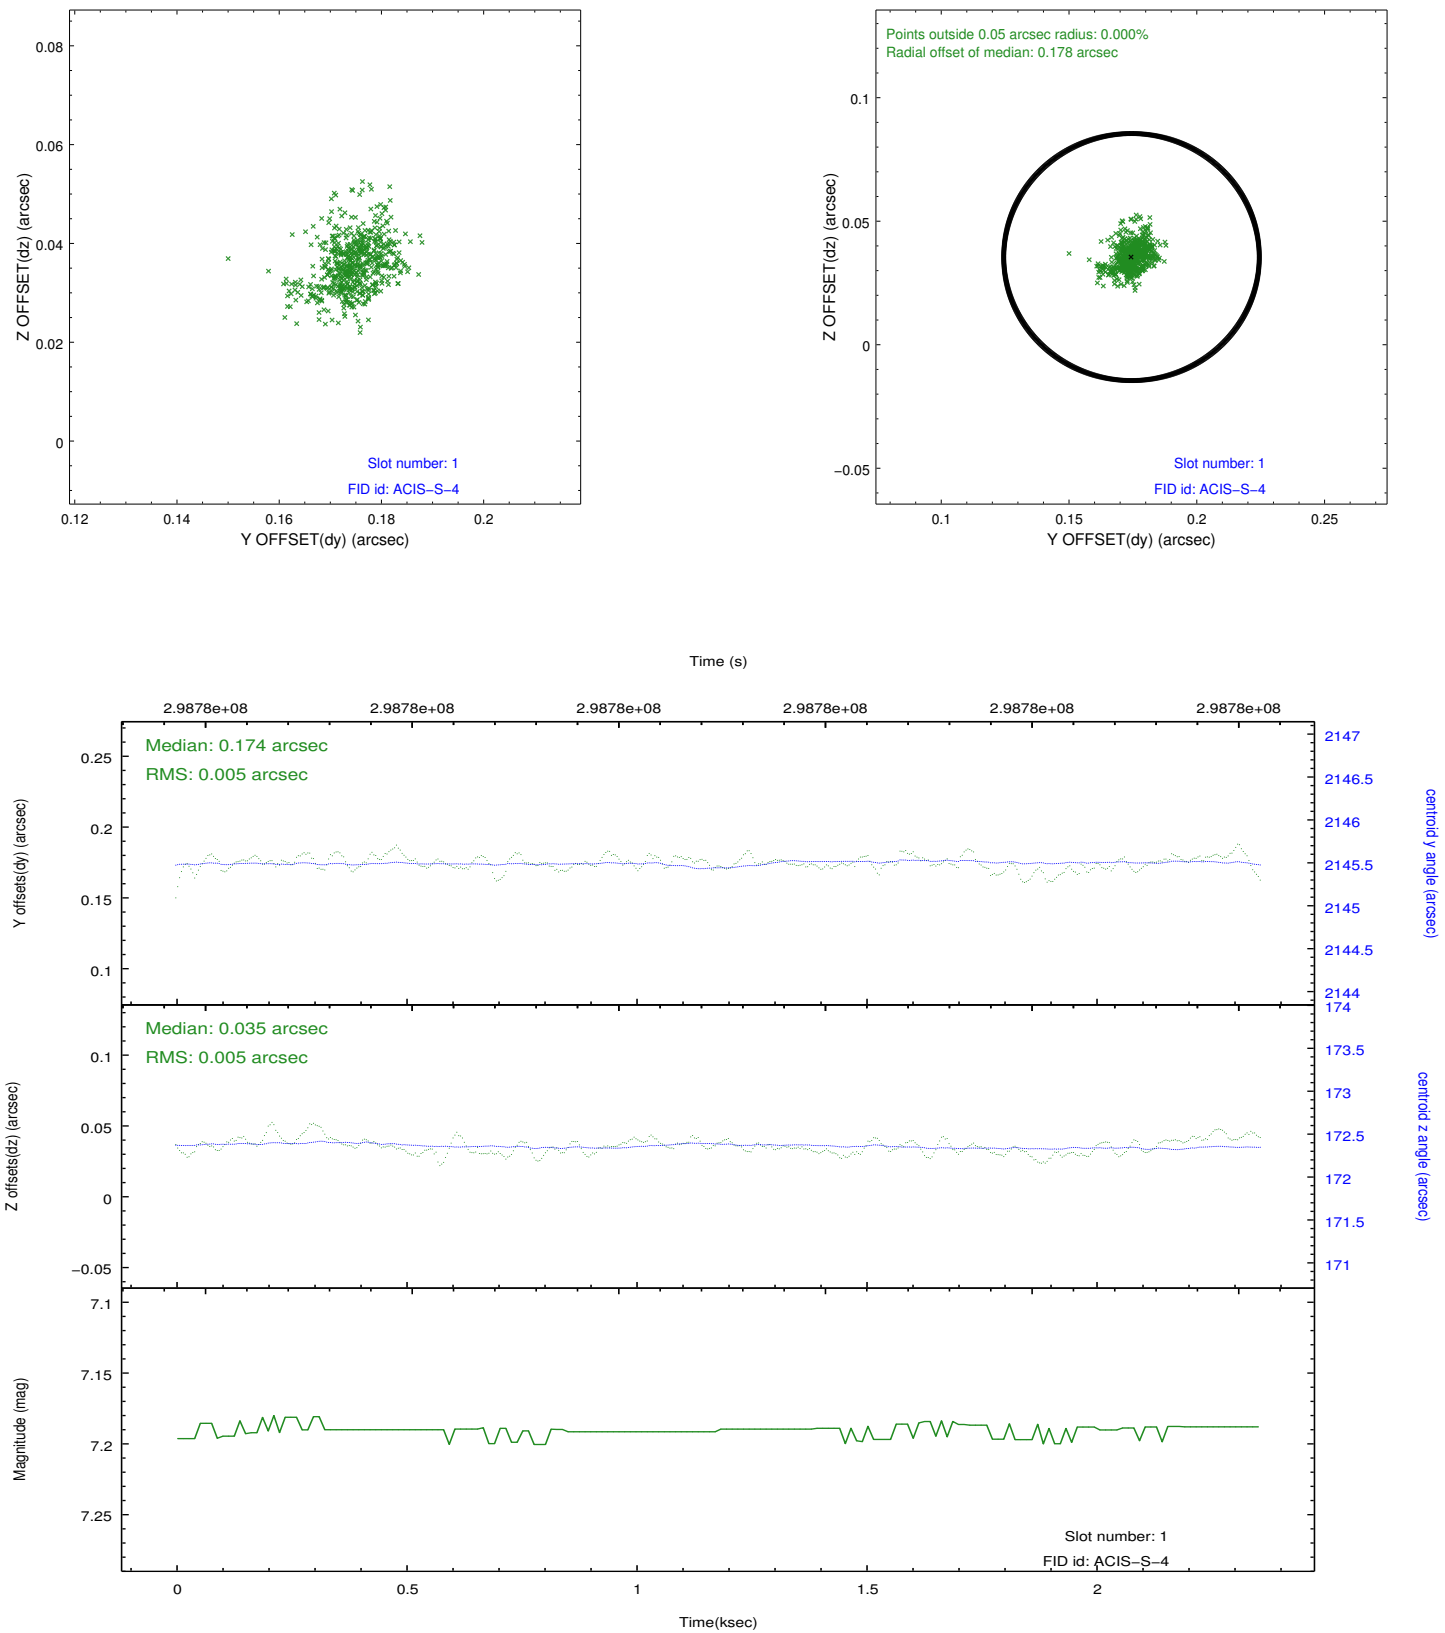 0.08
0.06
0.04
0.02
0
Z OFFSET(dz) (arcsec)
Slot number: 1
FID id: ACIS−S−4
0.12 0.14 0.16 0.18 0.2
Y OFFSET(dy) (arcsec)
Points outside 0.05 arcsec radius: 0.000%
Radial offset of median: 0.178 arcsec
0.1
0.05
0
−0.05
Z OFFSET(dz) (arcsec)
Slot number: 1
FID id: ACIS−S−4
0.1 0.15 0.2 0.25
Y OFFSET(dy) (arcsec)
Time (s)
2.9878e+08 2.9878e+08 2.9878e+08 2.9878e+08 2.9878e+08 2.9878e+08
Median: 0.174 arcsec
RMS: 0.005 arcsec
0.25
0.2
0.15
0.1
Y offsets(dy) (arcsec)
2147
2146.5
2146
2145.5
2145
2144.5
2144
centroid y angle (arcsec)
Median: 0.035 arcsec
RMS: 0.005 arcsec
0.1
0.05
0
−0.05
Z offsets(dz) (arcsec)
174
173.5
173
172.5
172
171.5
171
centroid z angle (arcsec)
7.1
7.15
7.2
7.25
Magnitude (mag)
Slot number: 1
FID id: ACIS−S−4
0 0.5 1 1.5 2
Time(ksec)